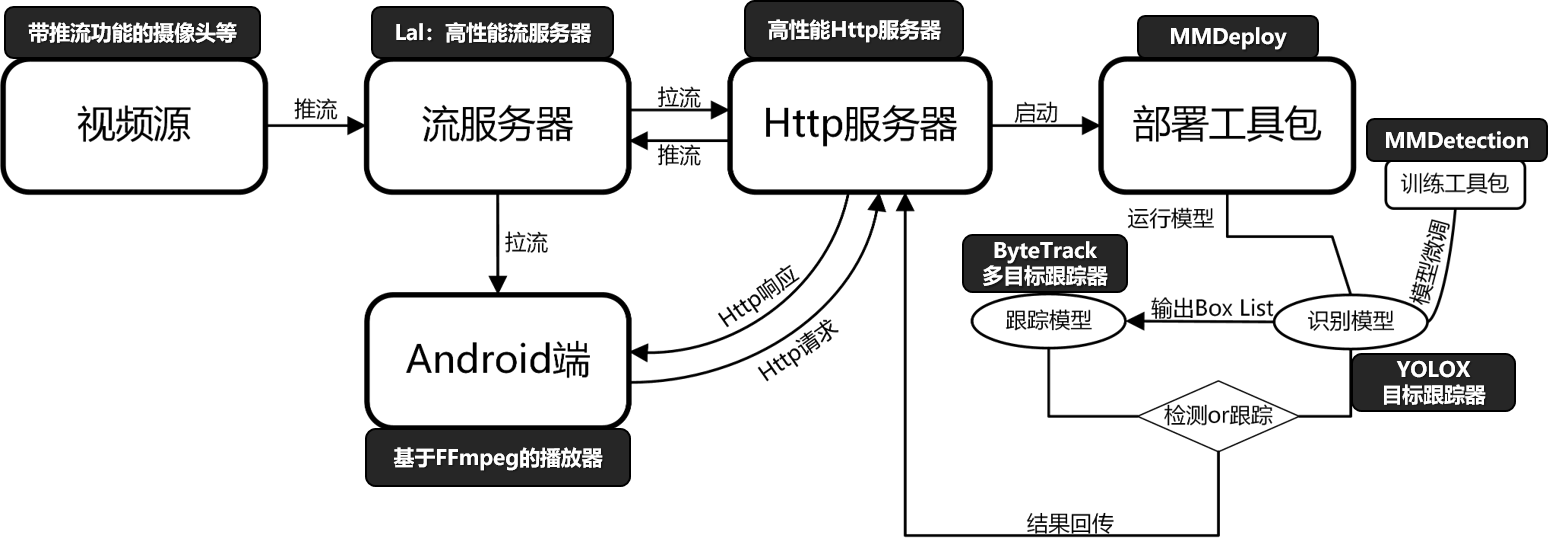 带推流功能的摄像头等
Lal：高性能流服务器
高性能Http服务器
MMDeploy
视频源
推流
流服务器
拉流
推流
Http服务器
启动
部署工具包
MMDetection
训练工具包
运行模型
模型微调
拉流
ByteTrack
多目标跟踪器
Http响应
Http请求
跟踪模型
输出Box List
识别模型
Android端
YOLOX
目标跟踪器
检测or跟踪
基于FFmpeg的播放器
结果回传